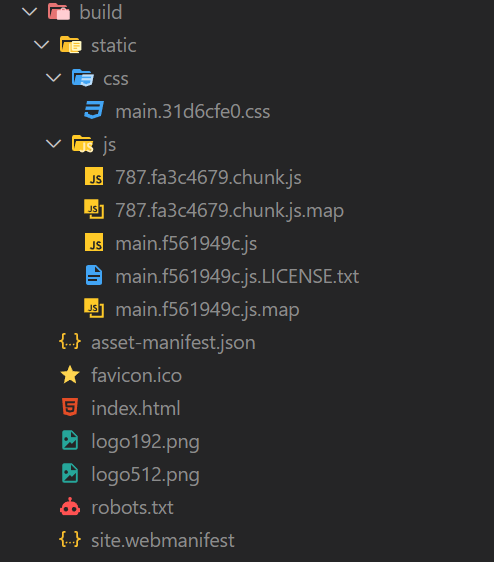 build
static
css
main.31d6cfe0.css
js
787.fa3c4679.chunk.js
787.fa3c4679.chunk.js.map
main.f561949c.js
main.f561949c.js.LICENSE.txt
main.f561949c.js.map
asset-manifest.json
favicon.ico
index.html
logo192.png
logo512.png
robots.txt
site.webmanifest